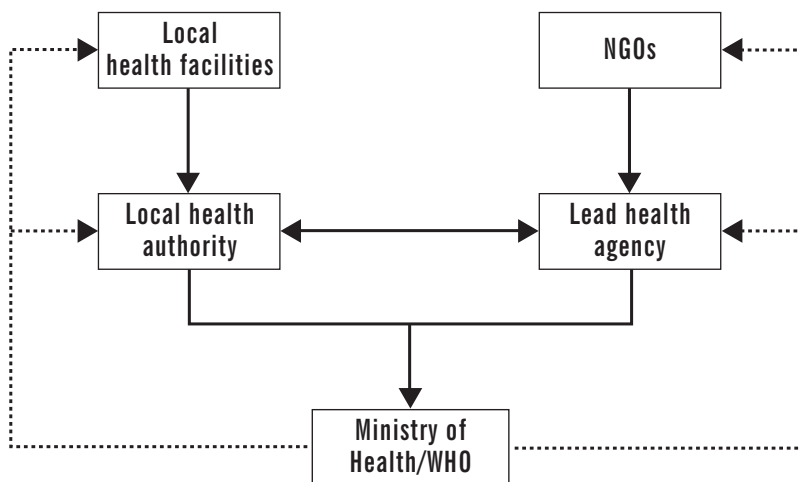 Local
health facilities
NGOs
Local health
authority
Lead health
agency
Ministry of
Health/WHO